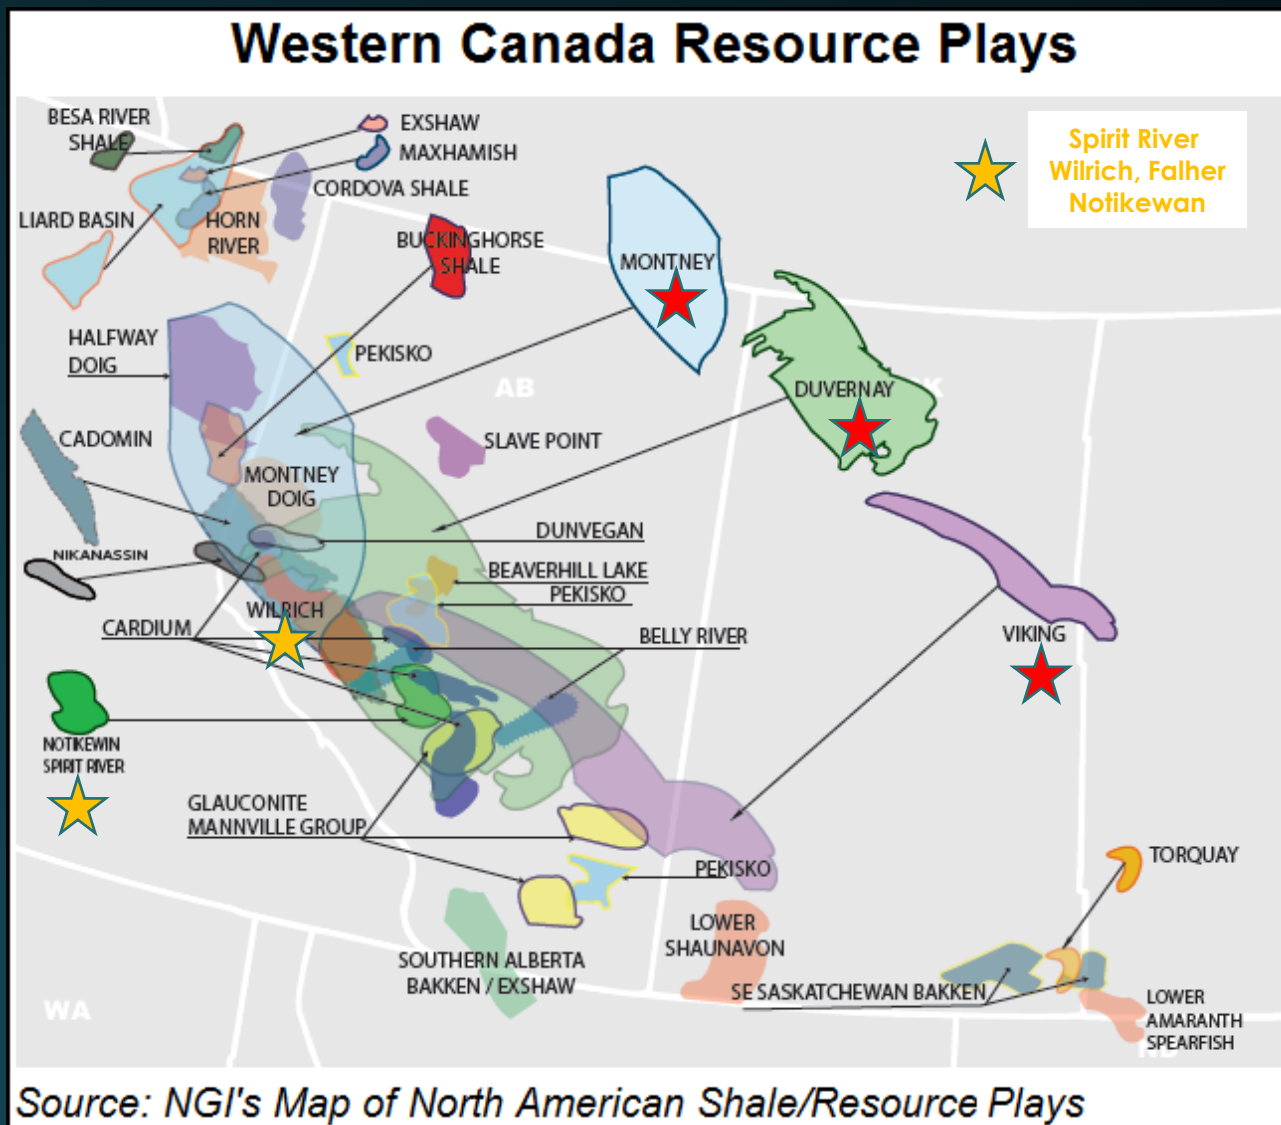 Western Canada Resource Plays
BESA RIVER
SHALE
EXSHAW
MAXHAMISH
CORDOVA SHALE
LIARD BASIN
HORN
RIVER
BUCKINGHORSE
SHALE
MONTNEY
Spirit River
Wilrich, Falher
Notikewan
HALFWAY
DOIG
PEKISKO
AB
DUVERNAY
SK
CADOMIN
SLAVE POINT
MONTNEY
DOIG
DUNVEGAN
NIKANASSIN
BEAVERHILL LAKE
PEKISKO
WILRICH
CARDIUM
BELLY RIVER
VIKING
NOTIKEWIN
SPIRIT RIVER
GLAUCONITE
MANNVILLE GROUP
PEKISKO
TORQUAY
LOWER
SHAUNAVON
SOUTHERN ALBERTA
BAKKEN / EXSHAW
SE SASKATCHEWAN BAKKEN
LOWER
AMARANTH
SPEARFISH
WA
ND
Source: NGI's Map of North American Shale/Resource Plays